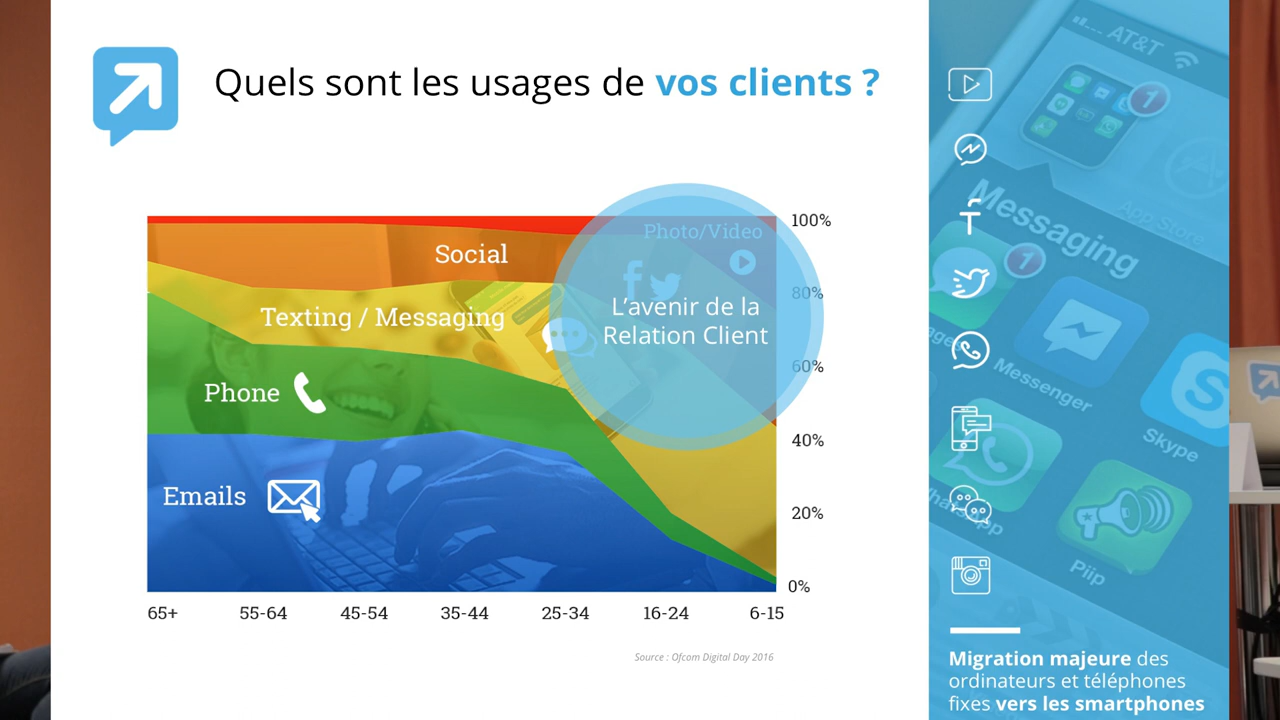 Quels sont les usages de vos clients ?
Photo/Video
Social
Texting / Messaging
Phone
Emails
L'avenir de la
Relation Client
100%
80%
60%
40%
20%
0%
65+
55-64
45-54
35-44
25-34
16-24
6-15
Source : Ofcom Digital Day 2016
AT&T
1
App Store
Messaging
1
Messenger
Skype
WhatsApp
Piip
Migration majeure des
ordinateurs et téléphones
fixes vers les smartphones